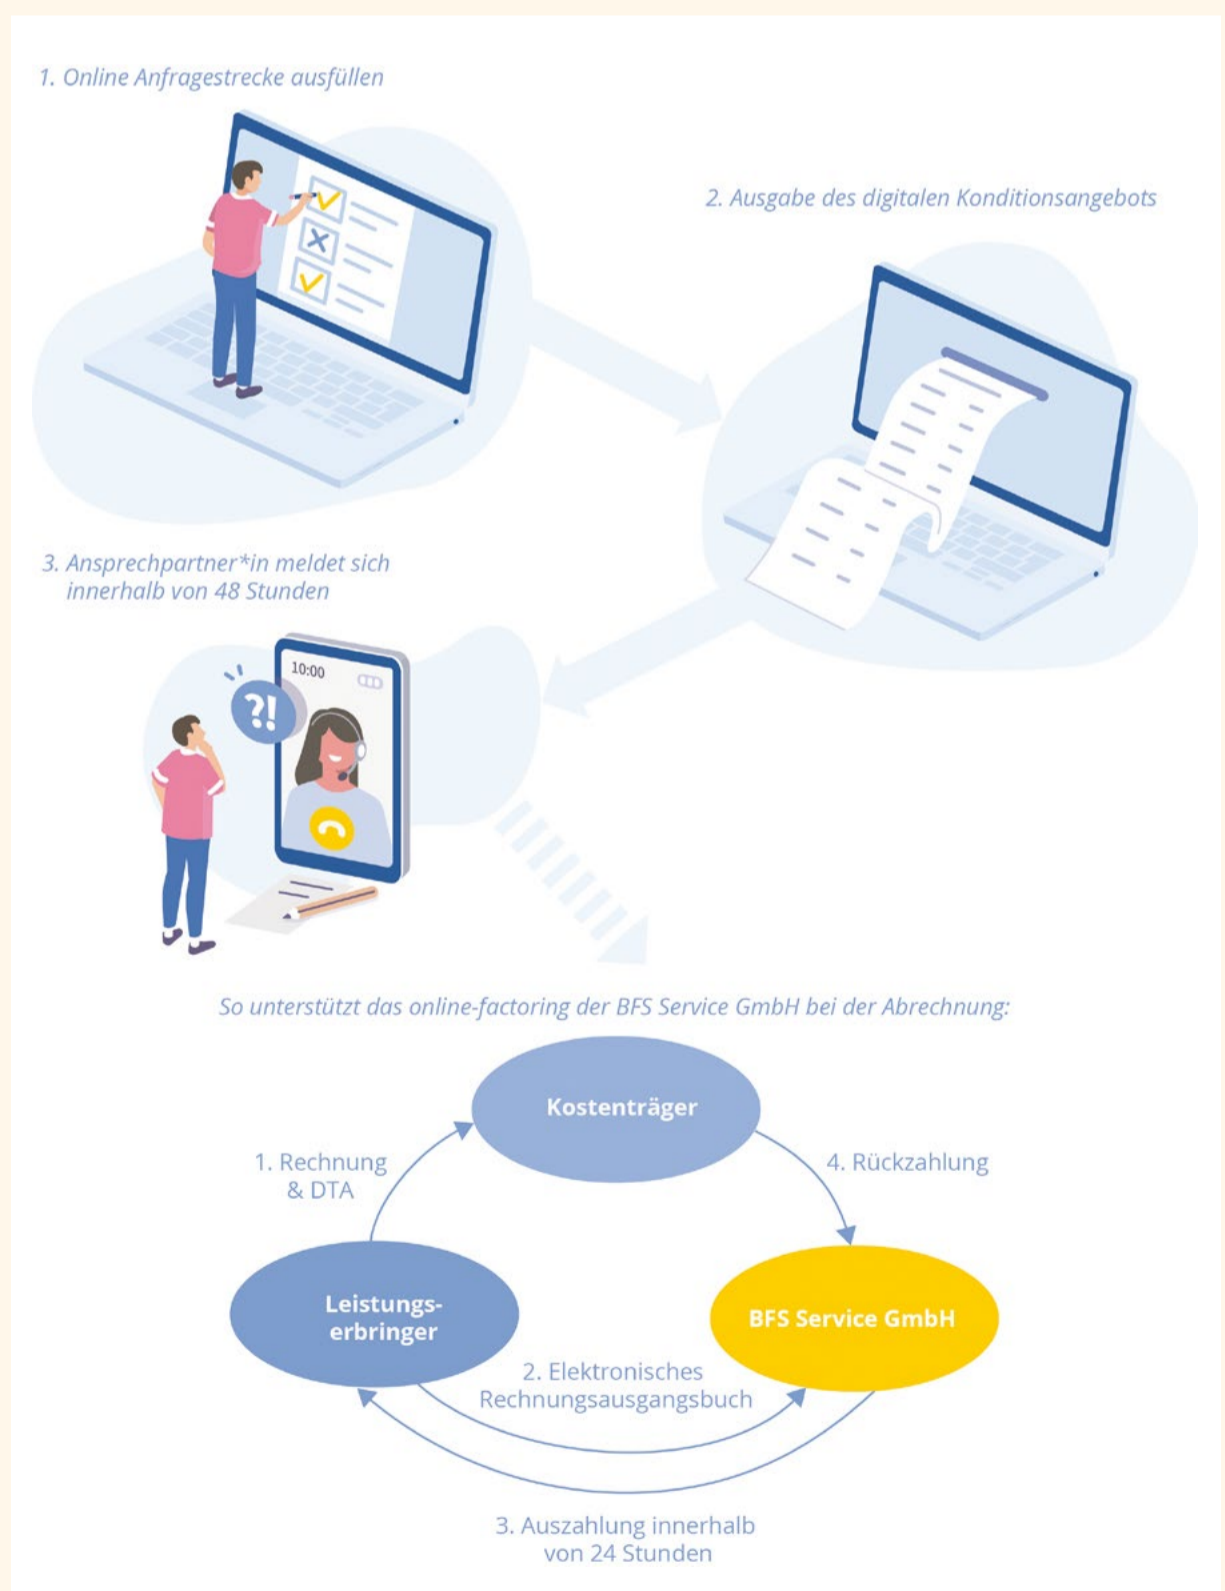 1. Online Anfragestrecke ausfüllen
2. Ausgabe des digitalen Konditionsangebots
3. Ansprechpartner*in meldet sich
innerhalb von 48 Stunden
10:00
?!
So unterstützt das online-factoring der BFS Service GmbH bei der Abrechnung:
Kostenträger
1. Rechnung
& DTA
4. Rückzahlung
Leistungs-
erbringer
BFS Service GmbH
2. Elektronisches
Rechnungsausgangsbuch
3. Auszahlung innerhalb
von 24 Stunden